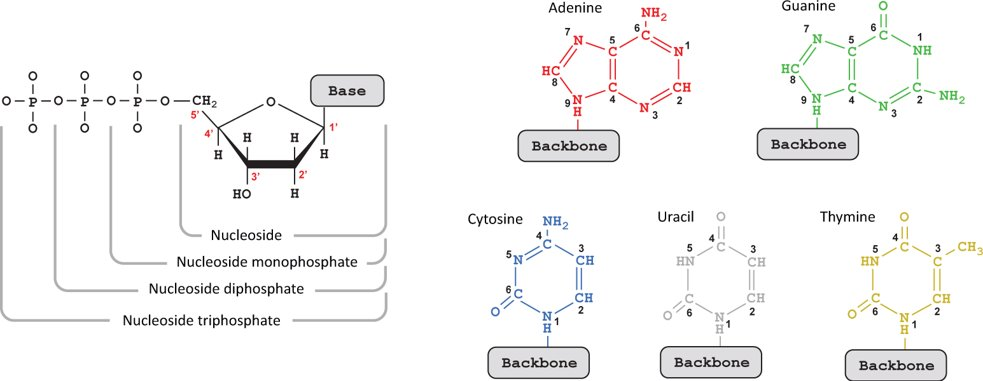 Adenine
Guanine
NH2
6
N
7
5
1
N
HC
8
9
N
H
4
N
3
2
CH
Backbone
O
6
7
N
5
C
C
1
NH
HC
8
9
N
H
4
C
N
3
2
C
NH2
Backbone
O O O
O P O P O P O CH2
O O O
5'
O
Base
4'
1'
H H H H
3' 2'
HO H
Nucleoside
Nucleoside monophosphate
Nucleoside diphosphate
Nucleoside triphosphate
Cytosine
NH2
4
C
5
N
3
CH
6
C
O
2
CH
N
H
1
Backbone
Uracil
O
4
C
5
NH
3
CH
O
C
6
2
CH
N
H
1
Backbone
Thymine
O
4
C
5
NH
3
C
CH3
O
C
6
2
CH
N
H
1
Backbone